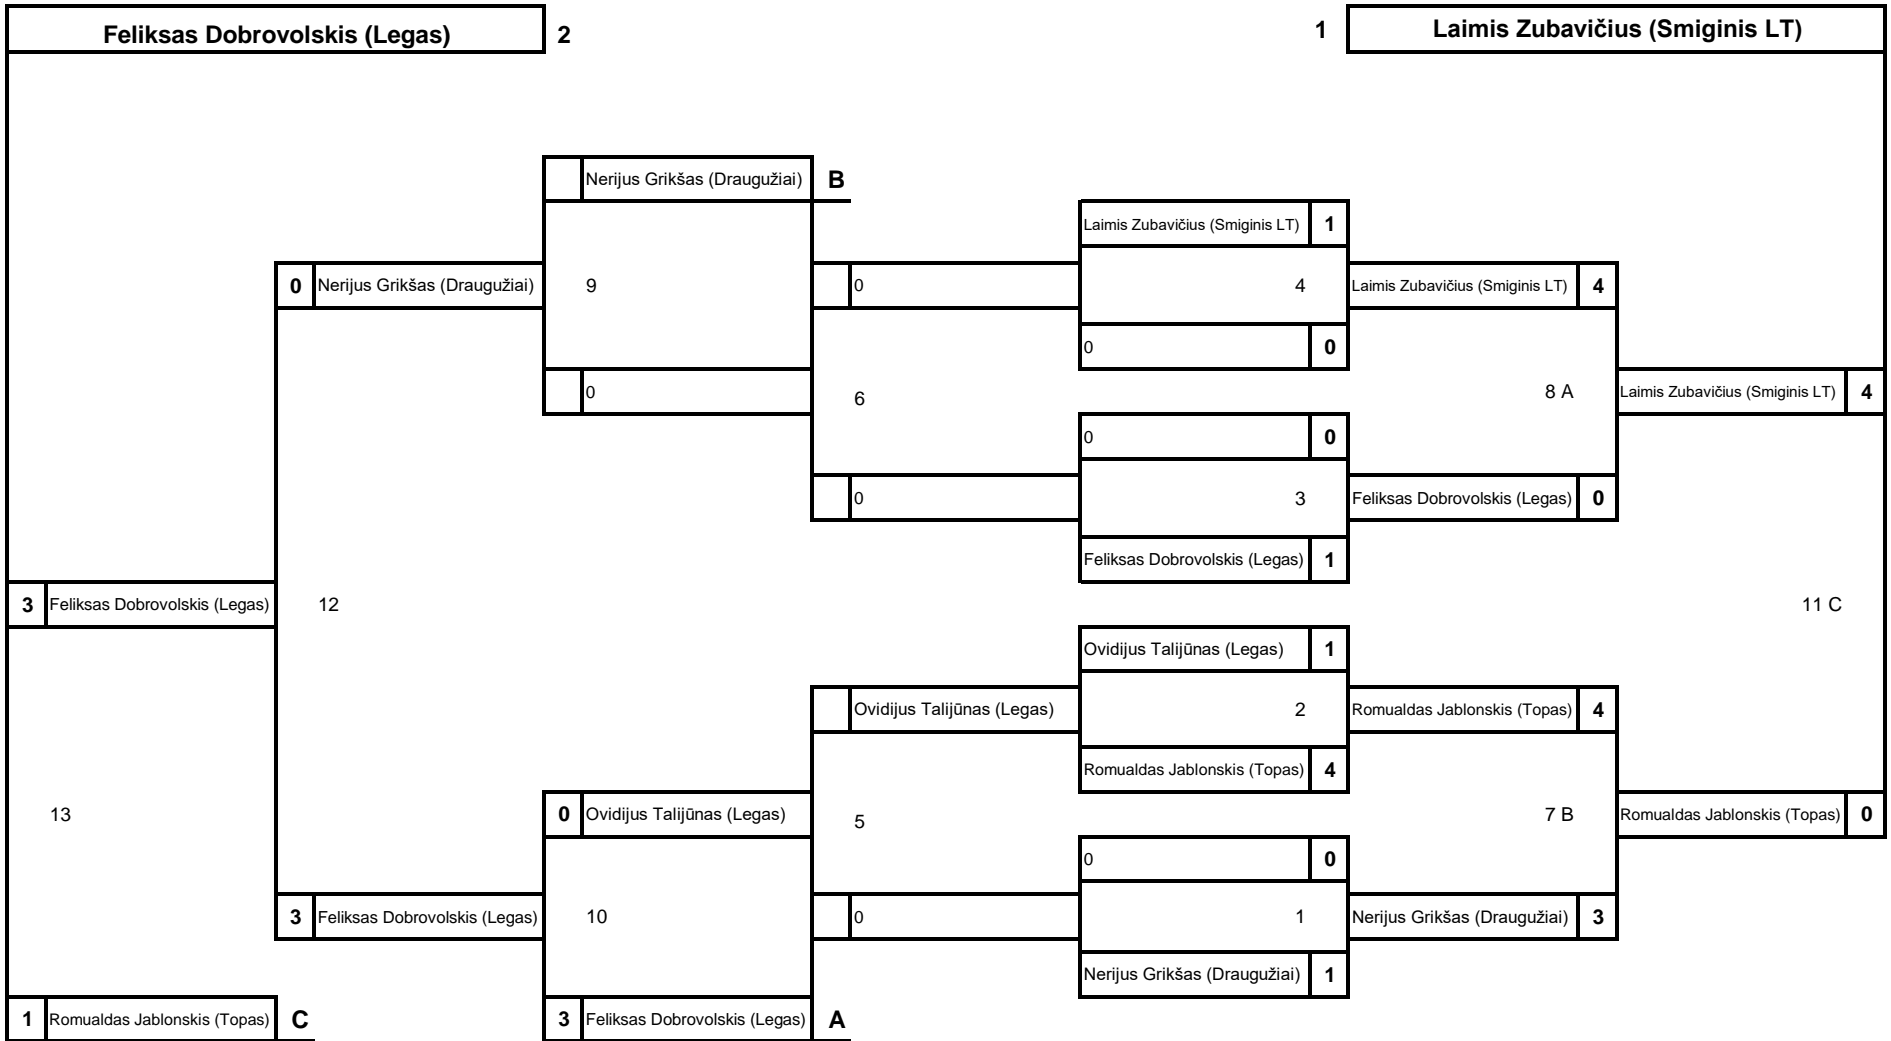 Feliksas Dobrovolskis (Legas) 2 1 Laimis Zubavičius (Smiginis LT)
Nerijus Grikšas (Draugužiai) B
Laimis Zubavičius (Smiginis LT) 1
0 Nerijus Grikšas (Draugužiai) 9 0 4 Laimis Zubavičius (Smiginis LT) 4
0 0
0 6 8 A Laimis Zubavičius (Smiginis LT) 4
0 0
0 3 Feliksas Dobrovolskis (Legas) 0
Feliksas Dobrovolskis (Legas) 1
3 Feliksas Dobrovolskis (Legas) 12 11 C
Ovidijus Talijūnas (Legas) 1
Ovidijus Talijūnas (Legas) 2 Romualdas Jablonskis (Topas) 4
Romualdas Jablonskis (Topas) 4
13 0 Ovidijus Talijūnas (Legas) 5 7 B Romualdas Jablonskis (Topas) 0
0 0
3 Feliksas Dobrovolskis (Legas) 10 0 1 Nerijus Grikšas (Draugužiai) 3
Nerijus Grikšas (Draugužiai) 1
1 Romualdas Jablonskis (Topas) C 3 Feliksas Dobrovolskis (Legas) A